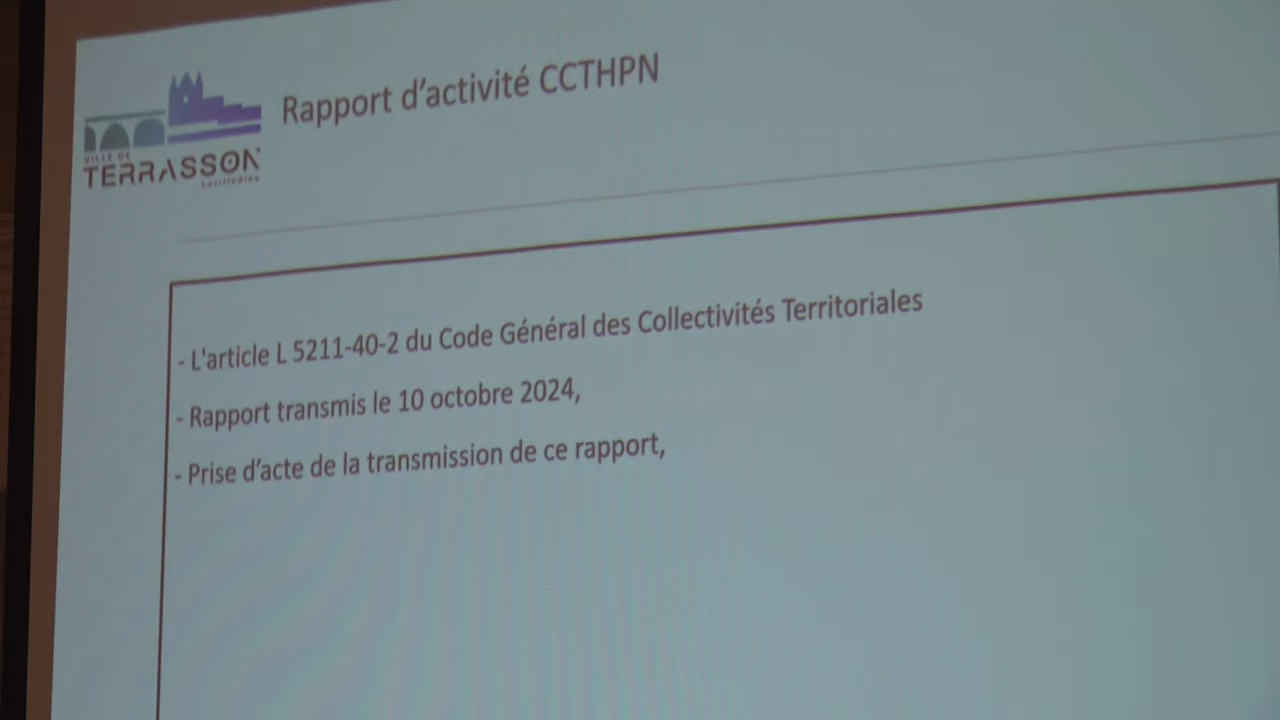 Rapport d'activité CCTHPN
VILLE DE
TERRASSON
Lavilledieu
- L'article L 5211-40-2 du Code Général des Collectivités Territoriales
- Rapport transmis le 10 octobre 2024,
- Prise d'acte de la transmission de ce rapport,